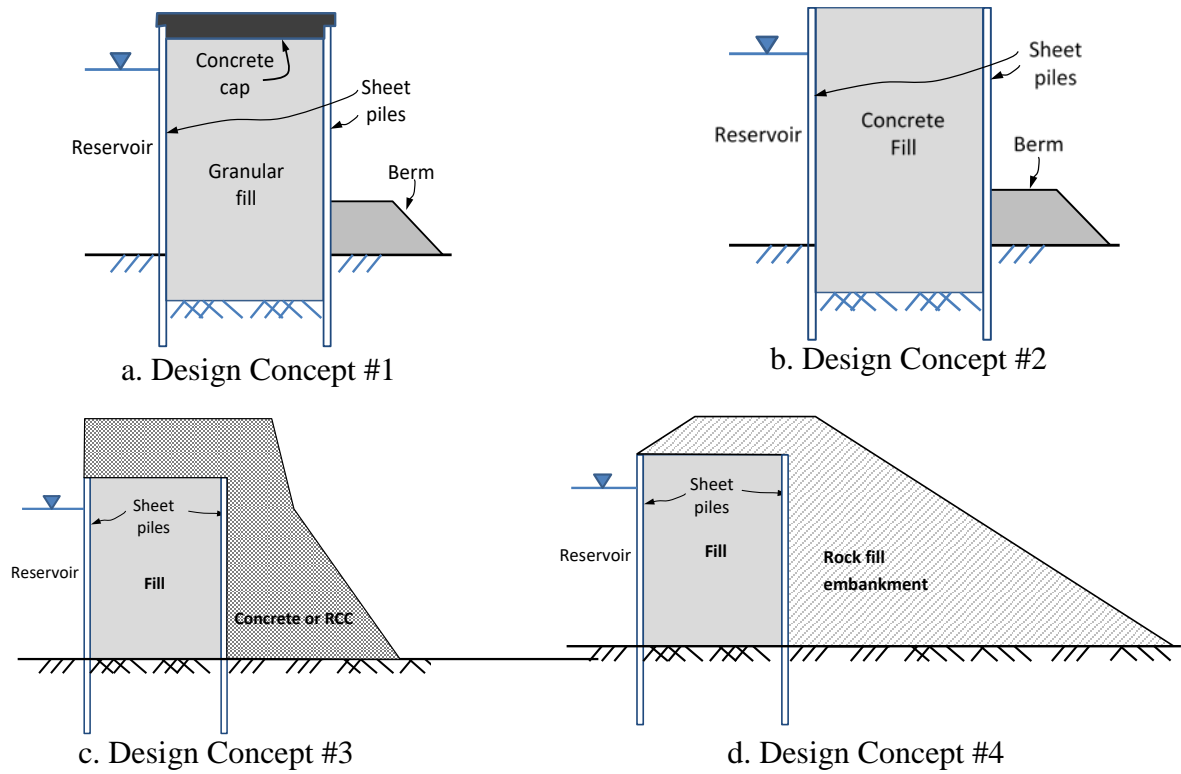 Concrete
cap
Sheet
piles
Reservoir
Granular
fill
Berm
a. Design Concept #1
Sheet
piles
Reservoir
Concrete
Fill
Berm
b. Design Concept #2
Sheet
piles
Reservoir
Fill
Concrete or RCC
c. Design Concept #3
Sheet
piles
Fill
Reservoir
Rock fill
embankment
d. Design Concept #4